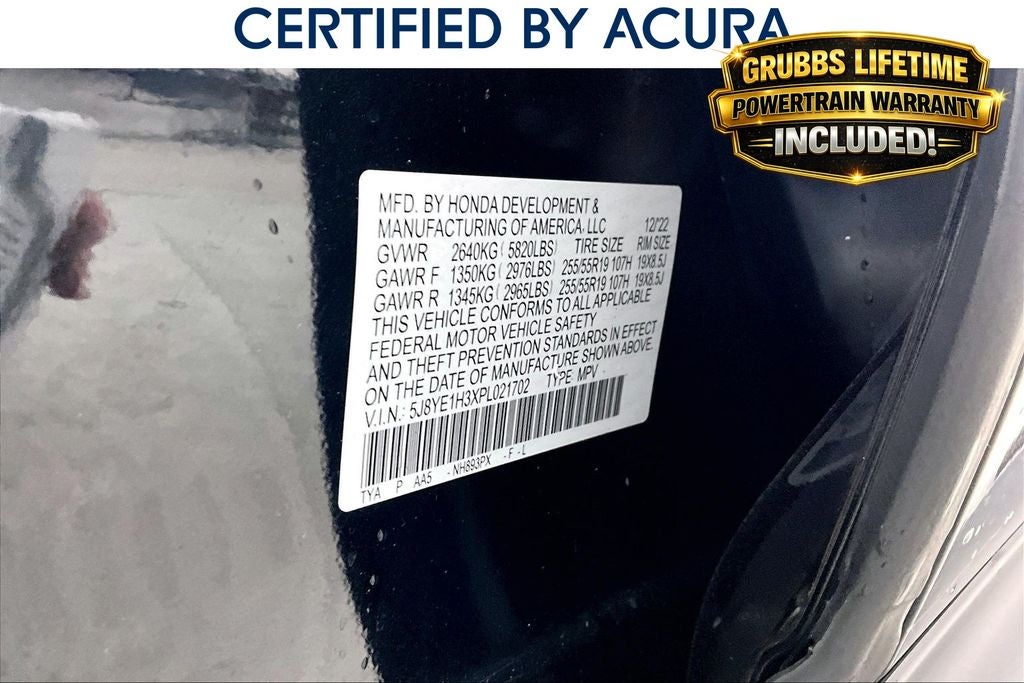 CERTIFIED BY ACURA
GRUBBS LIFETIME
POWERTRAIN WARRANTY
INCLUDED!
MFD. BY HONDA DEVELOPMENT &
MANUFACTURING OF AMERICA, LLC 12/22
GVWR 2640KG ( 5820LBS) TIRE SIZE RIM SIZE
GAWR F 1350KG ( 2976LBS) 255/55R19 107H 19X8.5J
GAWR R 1345KG ( 2965LBS) 255/55R19 107H 19X8.5J
THIS VEHICLE CONFORMS TO ALL APPLICABLE
FEDERAL MOTOR VEHICLE SAFETY
AND THEFT PREVENTION STANDARDS IN EFFECT
ON THE DATE OF MANUFACTURE SHOWN ABOVE.
V.I.N.: 5J8YE1H3XPL021702 TYPE MPV
TYA P AA5 - NH893PX - F - L